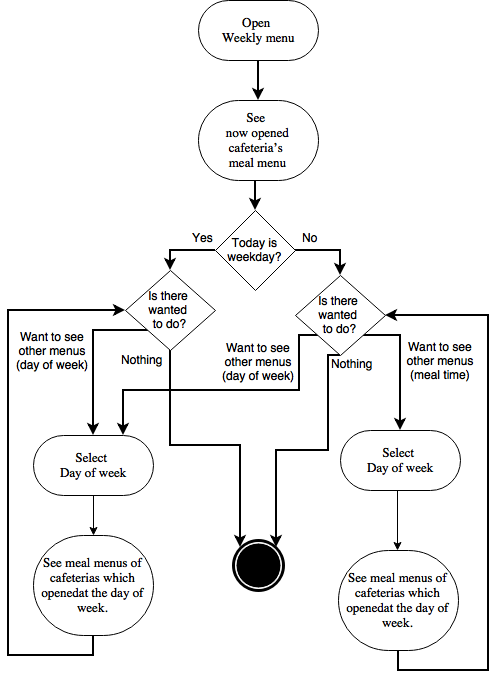 Open
Weekly menu
See
now opened
cafeteria's
meal menu
Today is
weekday?
Yes
No
Is there
wanted
to do?
Is there
wanted
to do?
Want to see
other menus
(day of week)
Nothing
Want to see
other menus
(day of week)
Nothing
Want to see
other menus
(meal time)
Select
Day of week
Select
Day of week
See meal menus of
cafeterias which
openedat the day of
week.
See meal menus of
cafeterias which
openedat the day of
week.